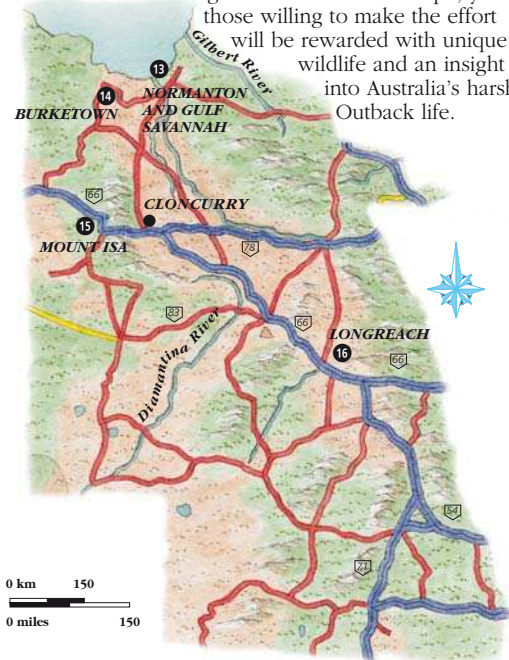 those willing to make the effort
will be rewarded with unique
wildlife and an insight
into Australia's harsh
Outback life.
Gilbert River
13
NORMANTON
AND GULF
SAVANNAH
14
BURKETOWN
66
CLONCURRY
15
MOUNT ISA
78
83
Diamantina River
66
LONGREACH
16
66
54
71
0 km 150
0 miles 150